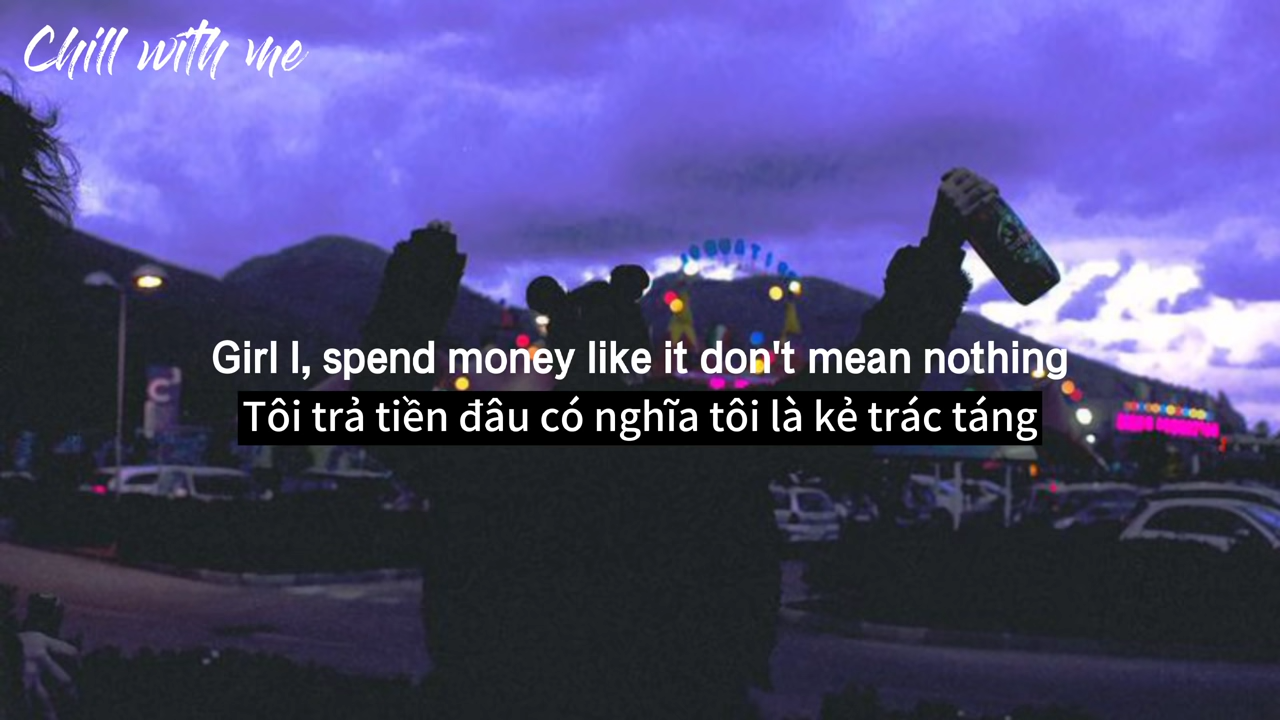 Chill with me
Girl I, spend money like it don't mean nothing
Tôi trả tiền đâu có nghĩa tôi là kẻ trác táng